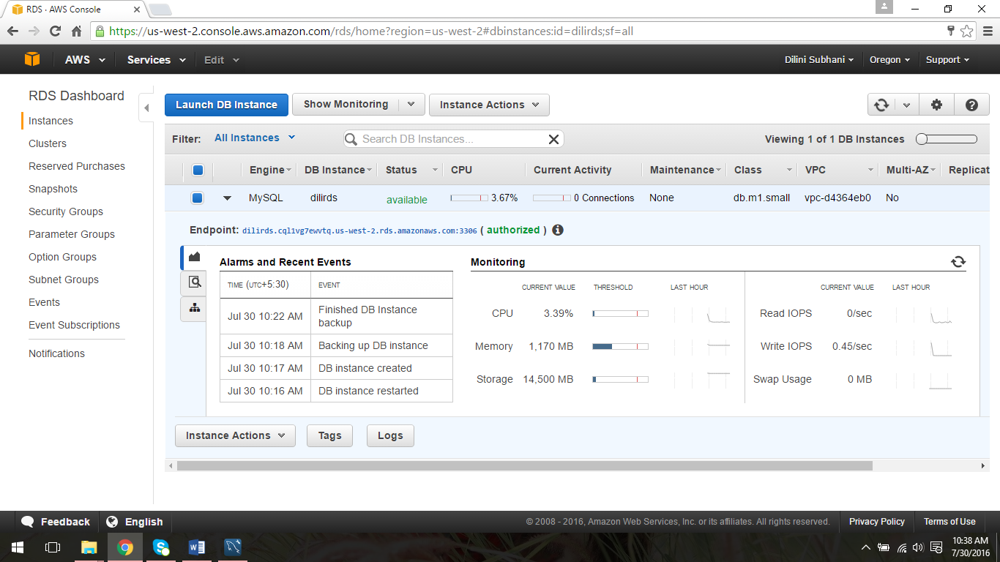 RDS · AWS Console
https://us-west-2.console.aws.amazon.com/rds/home?region=us-west-2#dbinstances:id=dilirds;sf=all
AWS Services Edit Dilini Subhani Oregon Support
RDS Dashboard
Instances
Clusters
Reserved Purchases
Snapshots
Security Groups
Parameter Groups
Option Groups
Subnet Groups
Events
Event Subscriptions
Notifications
Launch DB Instance Show Monitoring Instance Actions
Filter: All Instances Search DB Instances... Viewing 1 of 1 DB Instances
Engine DB Instance Status CPU Current Activity Maintenance Class VPC Multi-AZ Replicat
MySQL dilirds available 3.67% 0 Connections None db.m1.small vpc-d4364eb0 No
Endpoint: dilirds.cql1vg7ewvtq.us-west-2.rds.amazonaws.com:3306 ( authorized )
Alarms and Recent Events
TIME (UTC+5:30) EVENT
Jul 30 10:22 AM Finished DB Instance
backup
Jul 30 10:18 AM Backing up DB instance
Jul 30 10:17 AM DB instance created
Jul 30 10:16 AM DB instance restarted
Monitoring
CURRENT VALUE THRESHOLD LAST HOUR CURRENT VALUE LAST HOUR
CPU 3.39% Read IOPS 0/sec
Memory 1,170 MB Write IOPS 0.45/sec
Storage 14,500 MB Swap Usage 0 MB
Instance Actions Tags Logs
Feedback English © 2008 - 2016, Amazon Web Services, Inc. or its affiliates. All rights reserved. Privacy Policy Terms of Use
10:38 AM
7/30/2016